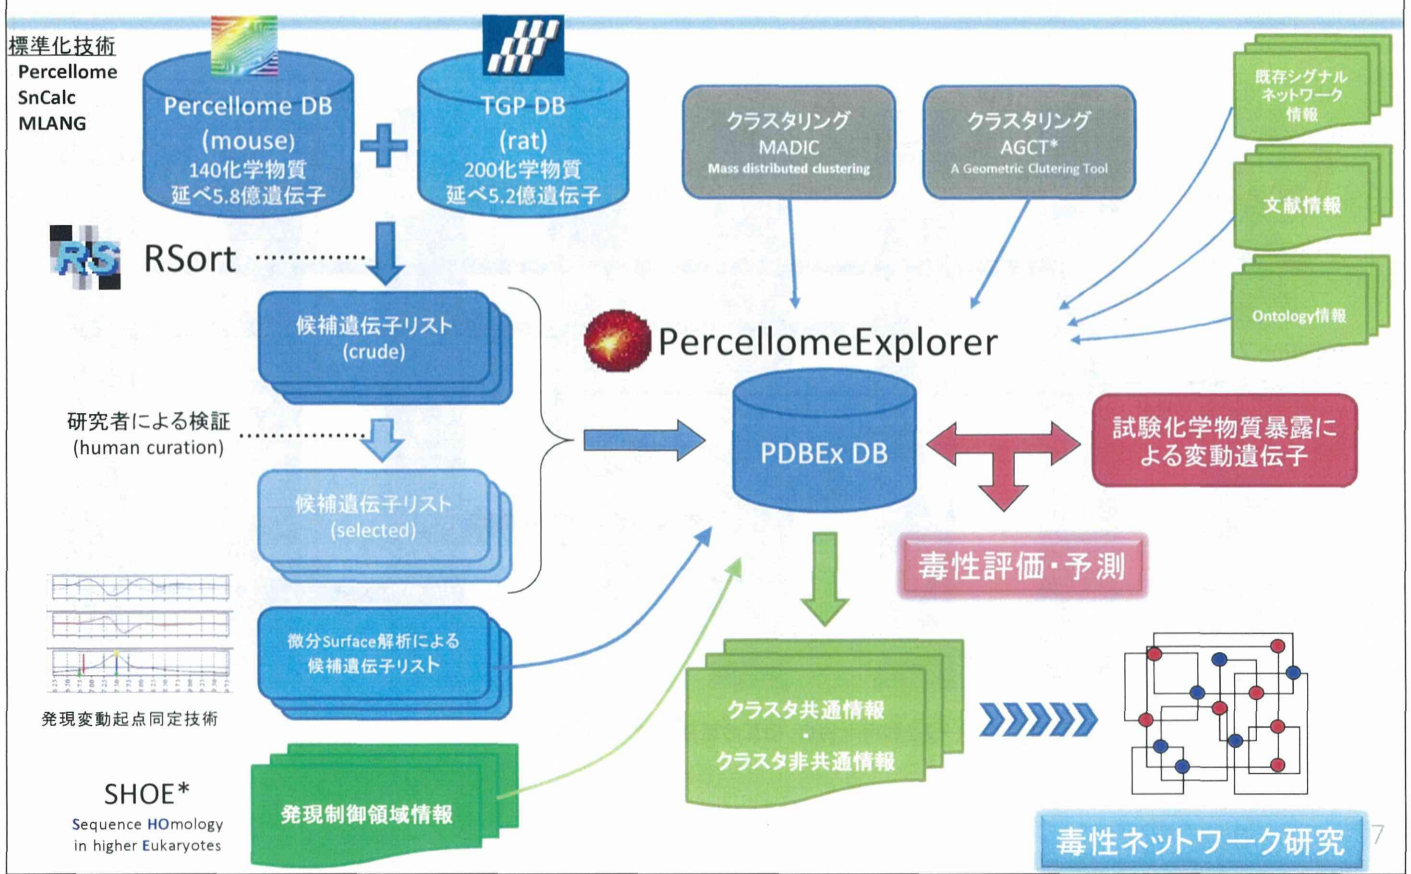 標準化技術
Percellome
SnCalc
MLANG
Percellome DB
(mouse)
140化学物質
延べ5.8億遺伝子
TGP DB
(rat)
200化学物質
延べ5.2億遺伝子
クラスタリング
MADIC
Mass distributed clustering
クラスタリング
AGCT*
A Geometric Clutering Tool
既存シグナル
ネットワーク
情報
文献情報
Ontology情報
RS
RSort
候補遺伝子リスト
(crude)
研究者による検証
(human curation)
候補遺伝子リスト
(selected)
PercellomeExplorer
PDBEx DB
試験化学物質暴露に
よる変動遺伝子
毒性評価・予測
微分Surface解析による
候補遺伝子リスト
発現変動起点同定技術
クラスタ共通情報
・
クラスタ非共通情報
SHOE*
Sequence HOmology
in higher Eukaryotes
発現制御領域情報
毒性ネットワーク研究
7